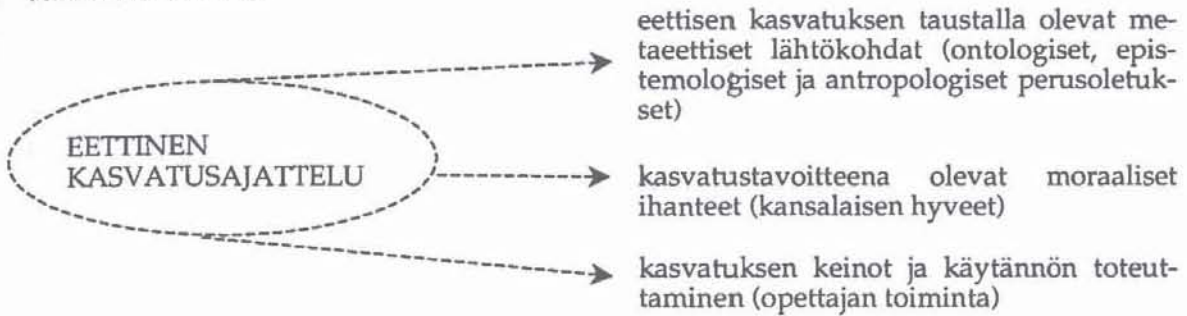 eettisen kasvatuksen taustalla olevat me-
taeettiset lähtökohdat (ontologiset, epis-
temologiset ja antropologiset perusoletuk-
set)
EETTINEN
KASVATUSAJATTELU
kasvatustavoitteena olevat moraaliset
ihanteet (kansalaisen hyveet)
kasvatuksen keinot ja käytännön toteut-
taminen (opettajan toiminta)